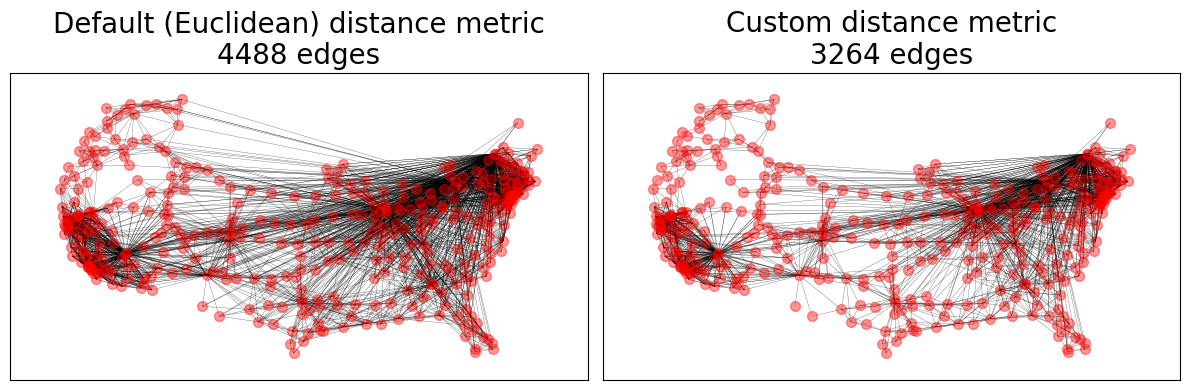 Default (Euclidean) distance metric
4488 edges
Custom distance metric
3264 edges